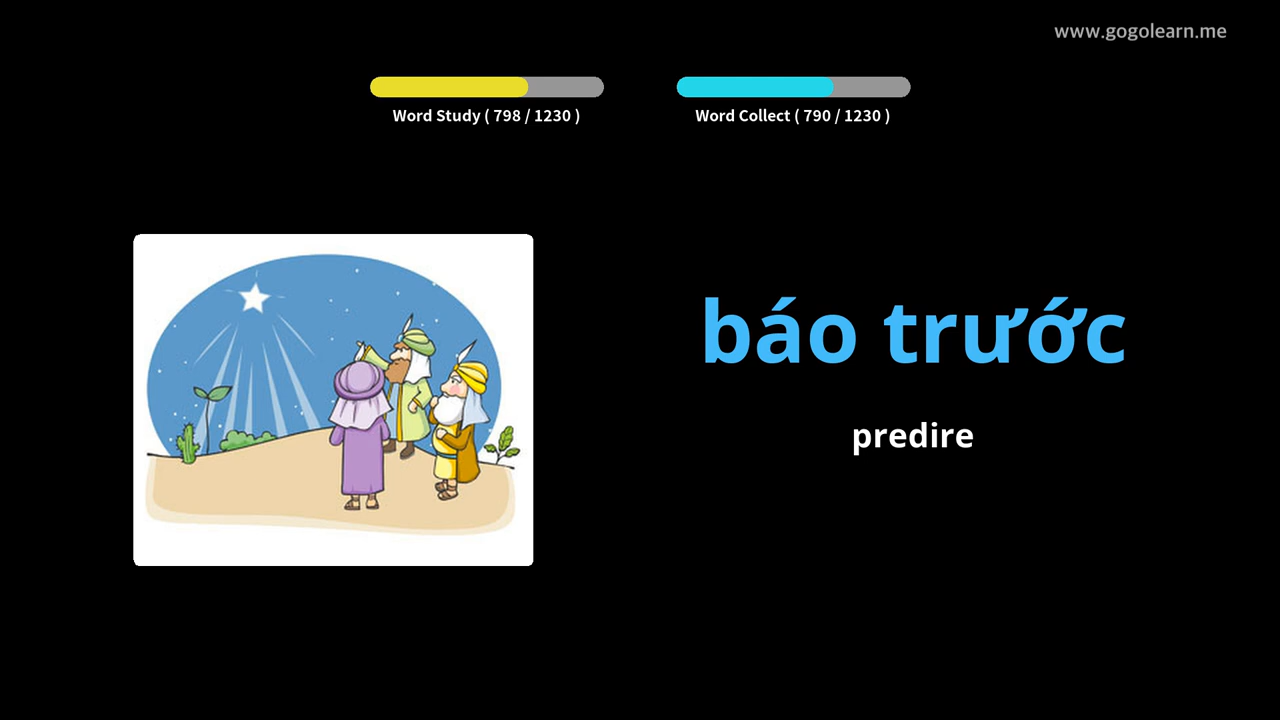 www.gogolearn.me
Word Study ( 798 / 1230 )
Word Collect ( 790 / 1230 )
báo trước
predire